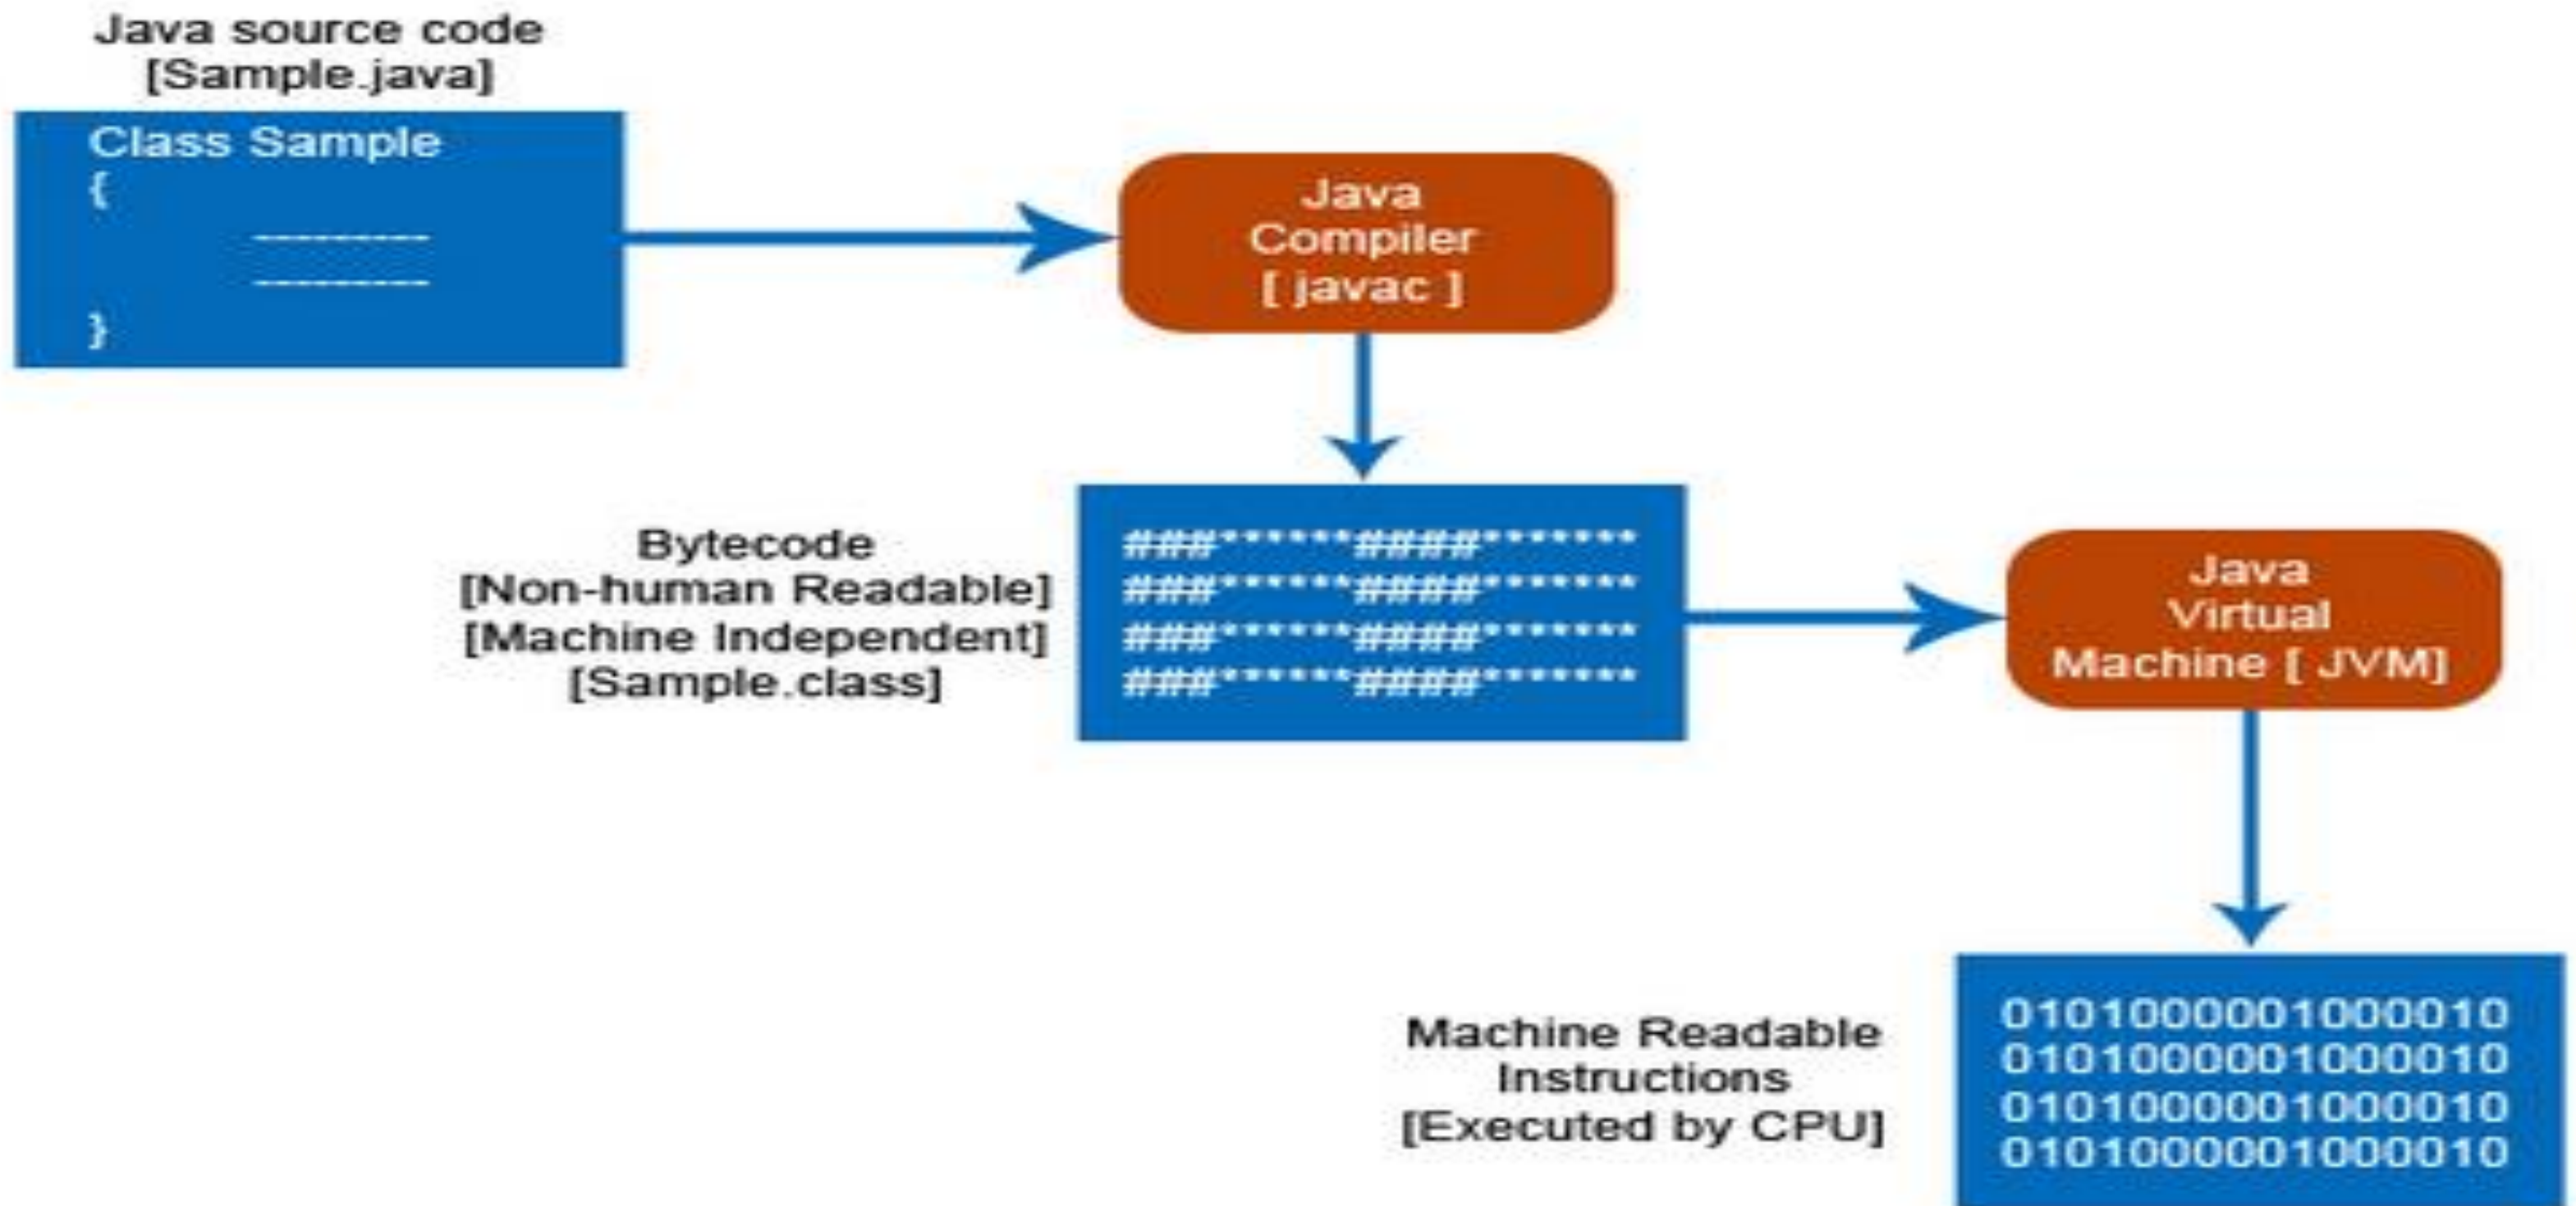 Java source code
[Sample.java]
Class Sample
{
----------
----------
}
Java
Compiler
[ javac ]
Bytecode
[Non-human Readable]
[Machine Independent]
[Sample.class]
###******####*******
###******####*******
###******####*******
###******####*******
Java
Virtual
Machine [ JVM]
Machine Readable
Instructions
[Executed by CPU]
0101000001000010
0101000001000010
0101000001000010
0101000001000010